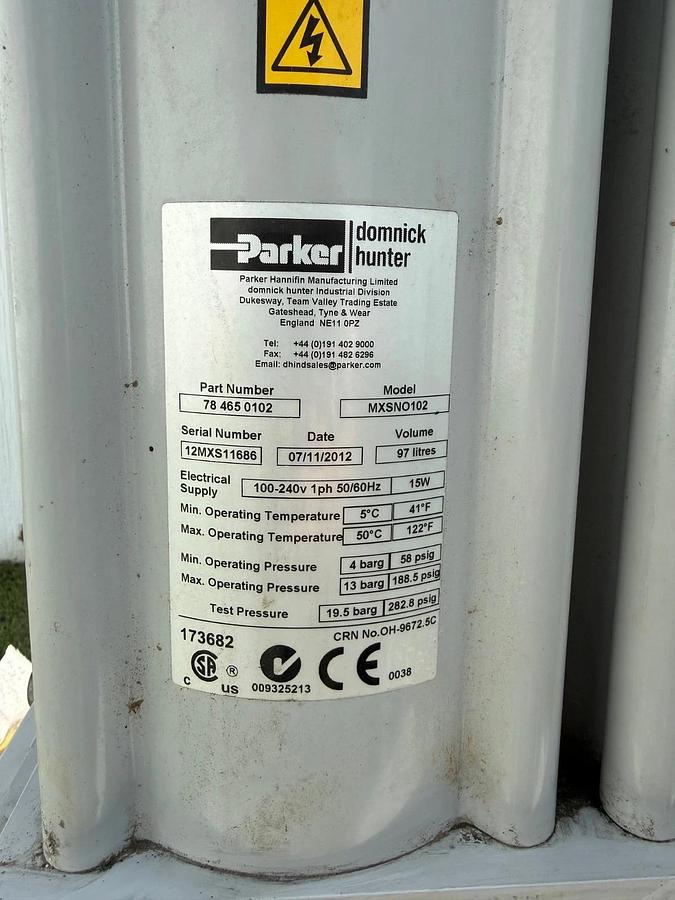 Parker
domnick
hunter
Parker Hannifin Manufacturing Limited
domnick hunter Industrial Division
Dukesway, Team Valley Trading Estate
Gateshead, Tyne & Wear
England NE11 0PZ
Tel: +44 (0)191 402 9000
Fax: +44 (0)191 482 6296
Email: dhindsales@parker.com
Part Number Model
78 465 0102 MXSNO102
Serial Number Date Volume
12MXS11686 07/11/2012 97 litres
Electrical
Supply 100-240v 1ph 50/60Hz 15W
Min. Operating Temperature 5°C 41°F
Max. Operating Temperature 50°C 122°F
Min. Operating Pressure 4 barg 58 psig
Max. Operating Pressure 13 barg 188.5 psig
Test Pressure 19.5 barg 282.8 psig
173682 CRN No.OH-9672.5C
C SA ® US 009325213 CE 0038